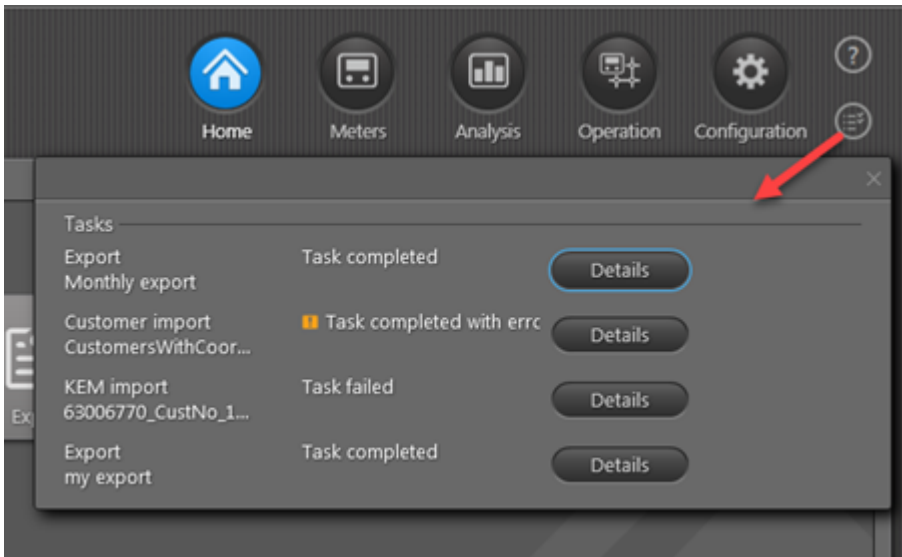 ?
Home Meters Analysis Operation Configuration
Tasks
Export Task completed Details
Monthly export
Customer import ! Task completed with errc Details
CustomersWithCoor...
KEM import Task failed Details
63006770_CustNo_1...
Export Task completed Details
my export